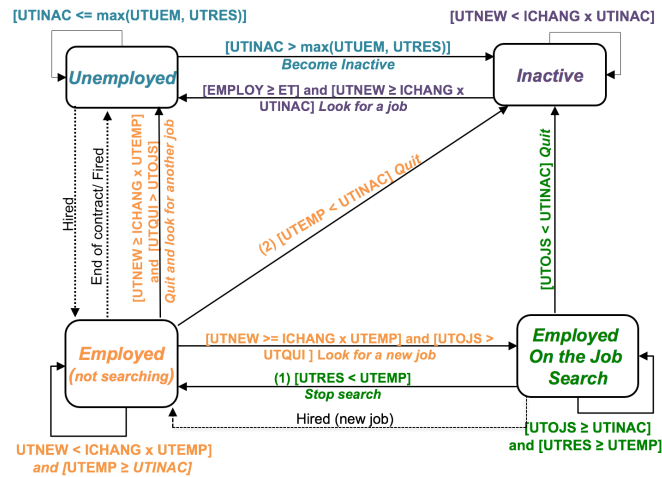 [UTINAC <= max(UTUEM, UTRES)]
[UTNEW < ICHANG x UTINAC]
[UTINAC > max(UTUEM, UTRES)]
Become Inactive
Unemployed
Inactive
[EMPLOY ≥ ET] and [UTNEW ≥ ICHANG x
UTINAC] Look for a job
Hired
End of contract/ Fired
[UTNEW ≥ ICHANG x UTEMP]
and [UTQUI > UTOJS]
Quit and look for another job
(2) [UTEMP < UTINAC] Quit
[UTOJS < UTINAC] Quit
Employed
(not searching)
[UTNEW >= ICHANG x UTEMP] and [UTOJS >
UTQUI ] Look for a new job
(1) [UTRES < UTEMP]
Stop search
Employed
On the Job
Search
Hired (new job)
UTNEW < ICHANG x UTEMP]
and [UTEMP ≥ UTINAC]
[UTOJS ≥ UTINAC]
and [UTRES ≥ UTEMP]